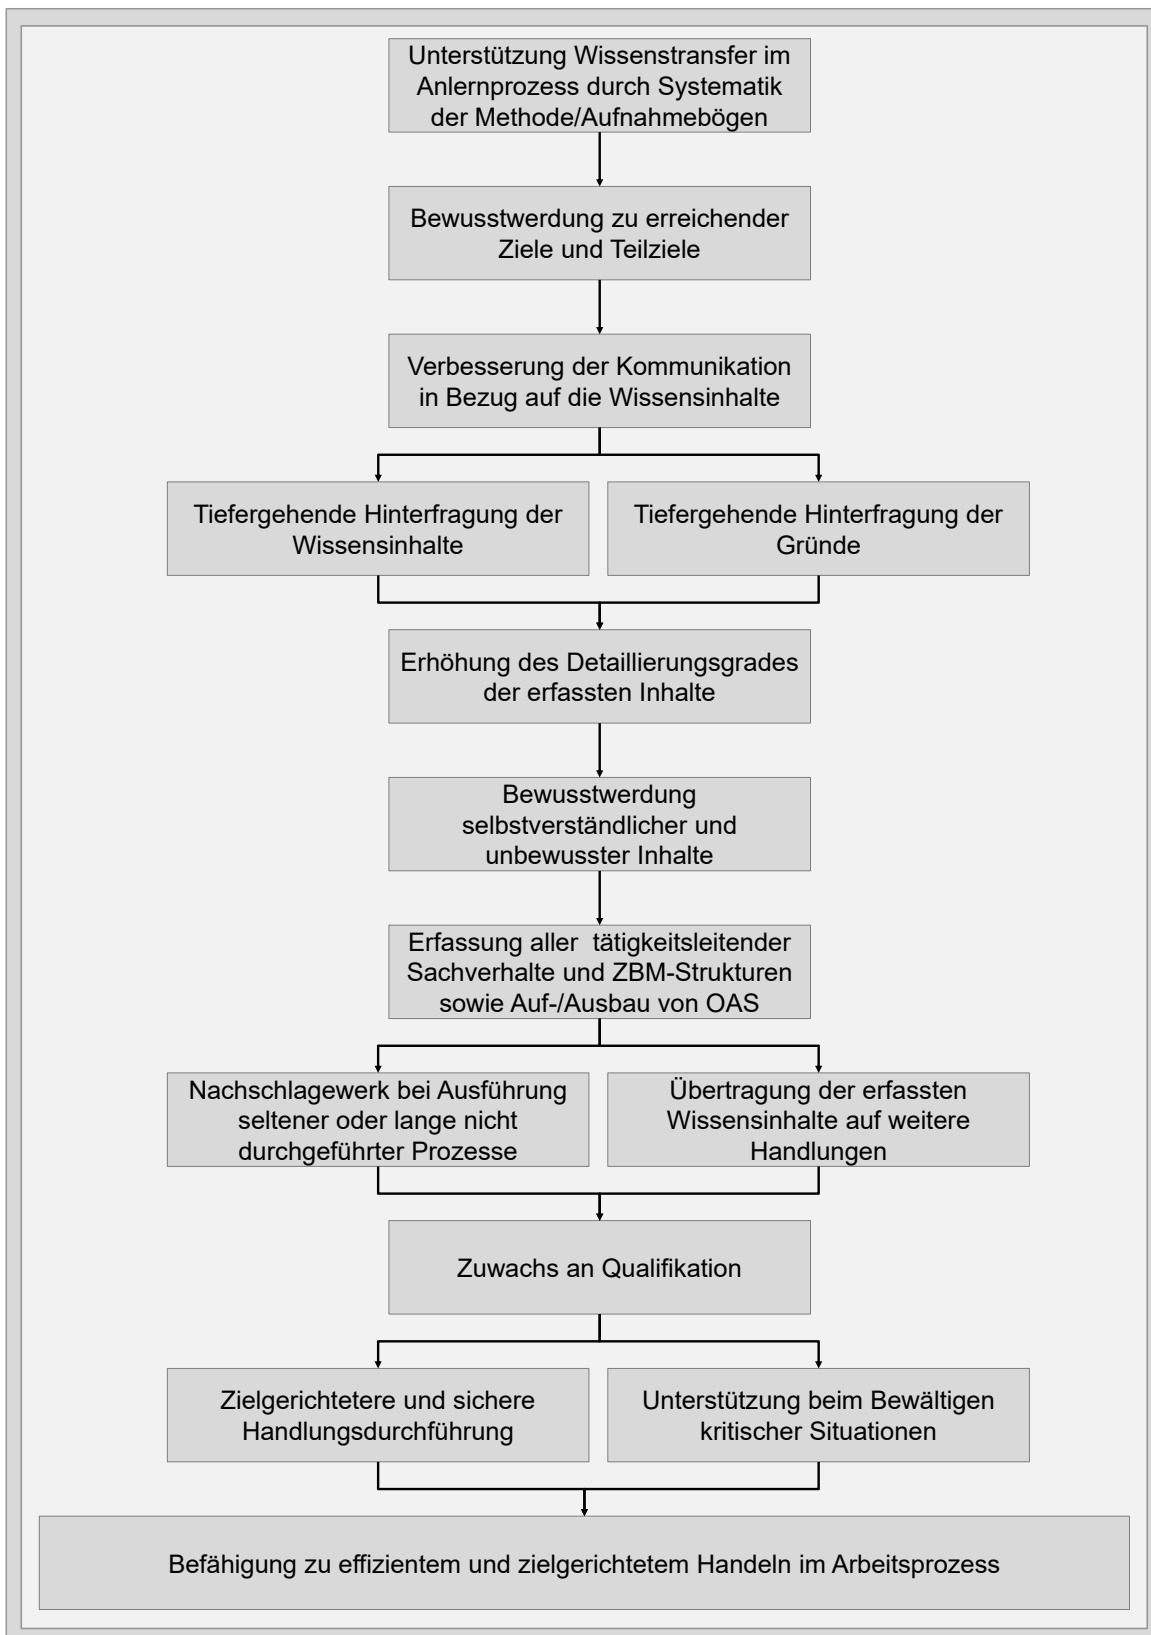 Unterstützung Wissenstransfer im
Anlernprozess durch Systematik
der Methode/Aufnahmebögen
Bewusstwerdung zu erreichender
Ziele und Teilziele
Verbesserung der Kommunikation
in Bezug auf die Wissensinhalte
Tiefergehende Hinterfragung der
Wissensinhalte
Tiefergehende Hinterfragung der
Gründe
Erhöhung des Detaillierungsgrades
der erfassten Inhalte
Bewusstwerdung
selbstverständlicher und
unbewusster Inhalte
Erfassung aller  tätigkeitsleitender
Sachverhalte und ZBM-Strukturen
sowie Auf-/Ausbau von OAS
Nachschlagewerk bei Ausführung
seltener oder lange nicht
durchgeführter Prozesse
Übertragung der erfassten
Wissensinhalte auf weitere
Handlungen
Zuwachs an Qualifikation
Zielgerichtetere und sichere
Handlungsdurchführung
Unterstützung beim Bewältigen
kritischer Situationen
Befähigung zu effizientem und zielgerichtetem Handeln im Arbeitsprozess